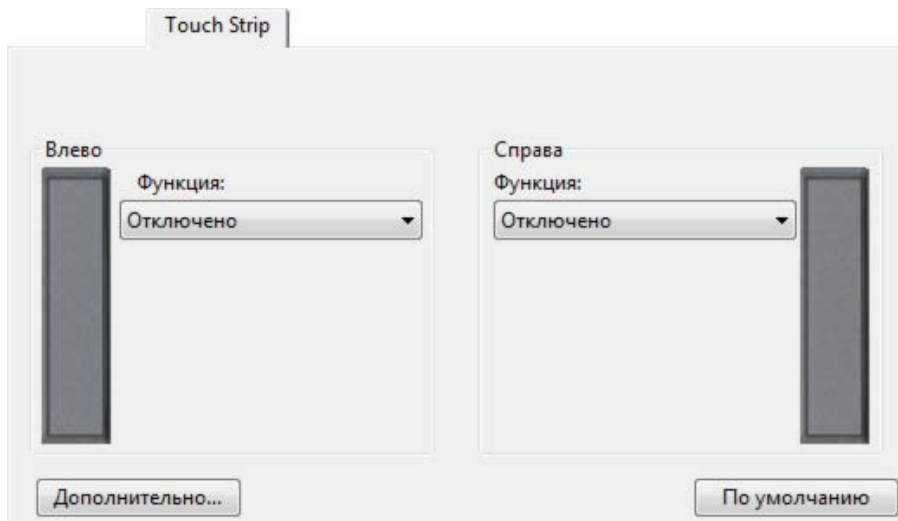 Touch Strip
Влево
Справа
Функция:
Функция:
Отключено
Отключено
Дополнительно...
По умолчанию